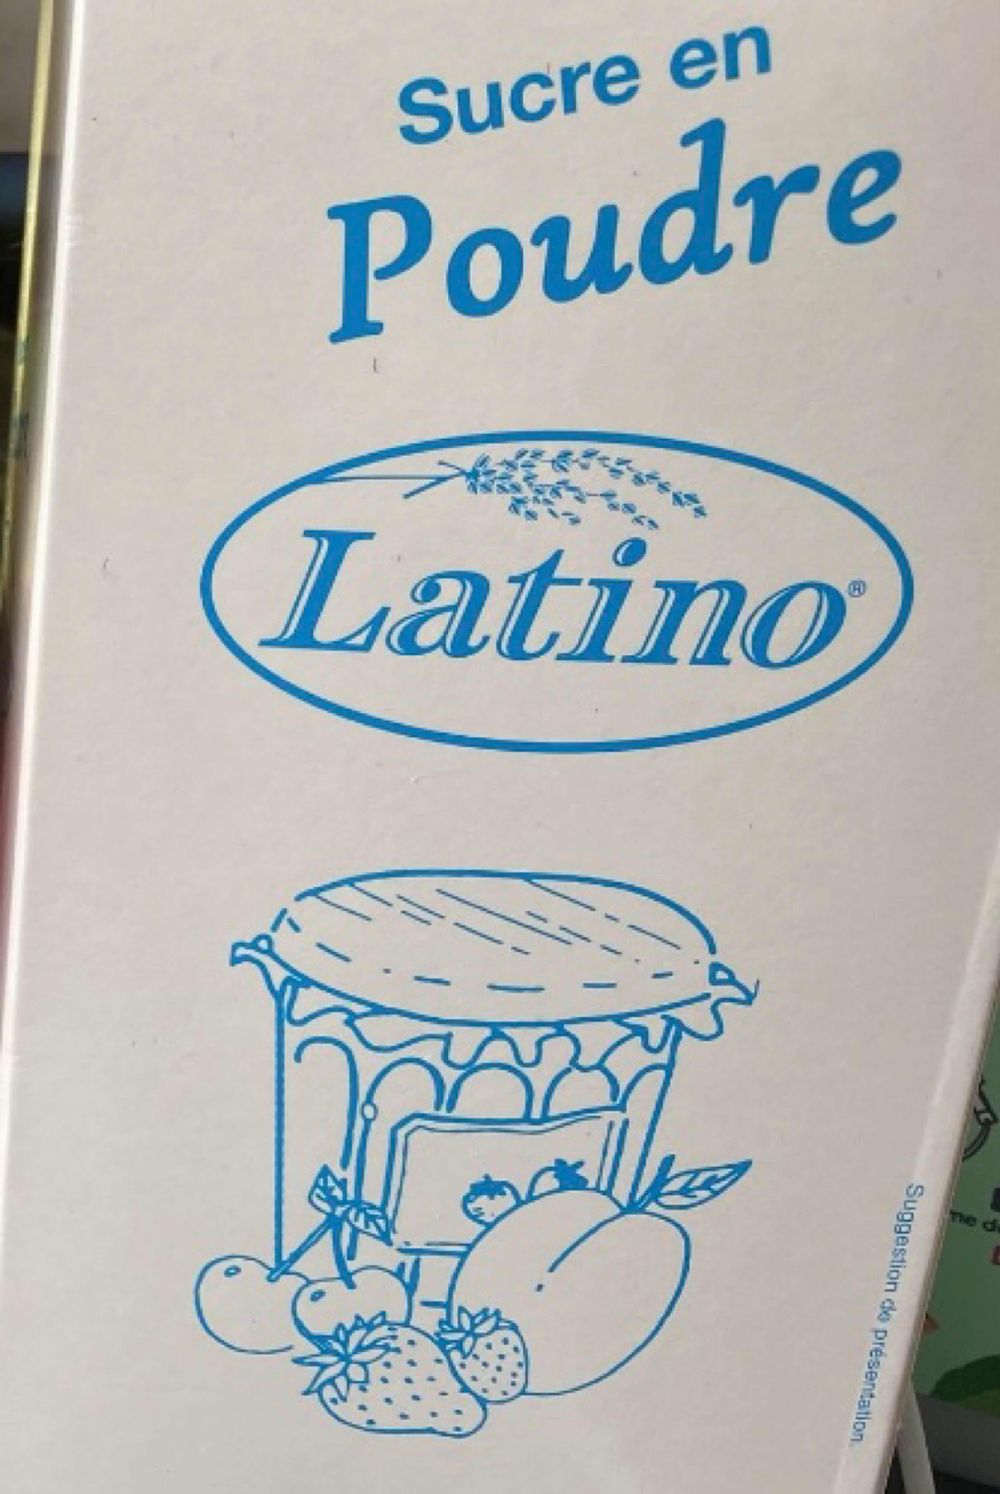 Sucre en
Poudre
Latino®
Suggestion de présentation.